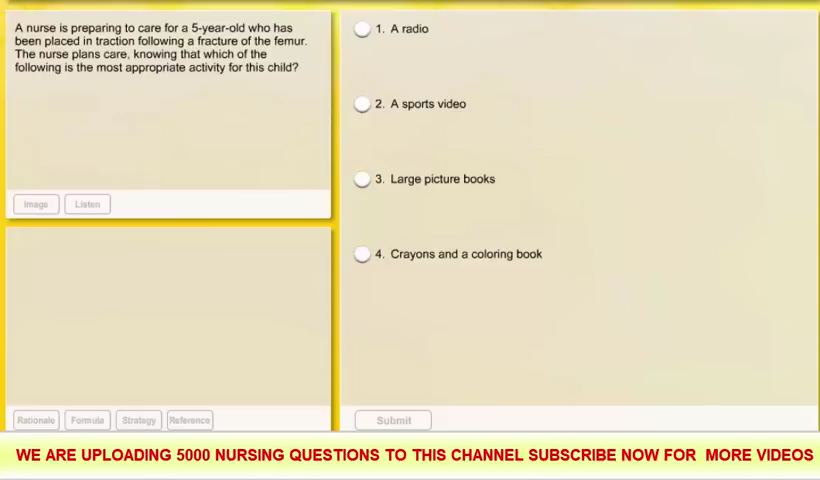 A nurse is preparing to care for a 5-year-old who has
been placed in traction following a fracture of the femur.
The nurse plans care, knowing that which of the
following is the most appropriate activity for this child?
Image Listen
1. A radio
2. A sports video
3. Large picture books
4. Crayons and a coloring book
Rationale Formula Strategy Reference
Submit
WE ARE UPLOADING 5000 NURSING QUESTIONS TO THIS CHANNEL SUBSCRIBE NOW FOR MORE VIDEOS